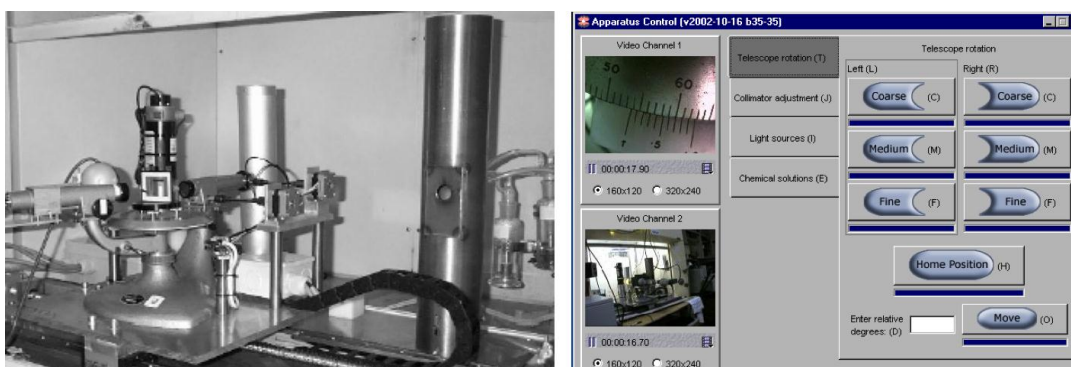 Apparatus Control (v2002-10-16 b35-35)
Video Channel 1
50
60
00:00:17.90
160x120 320x240
Video Channel 2
00:00:16.70
160x120 320x240
Telescope rotation (T)
Collimator adjustment (J)
Light sources (I)
Chemical solutions (E)
Telescope rotation
Left (L) Right (R)
Coarse (C) Coarse (C)
Medium (M) Medium (M)
Fine (F) Fine (F)
Home Position (H)
Enter relative
degrees: (D)
Move (O)